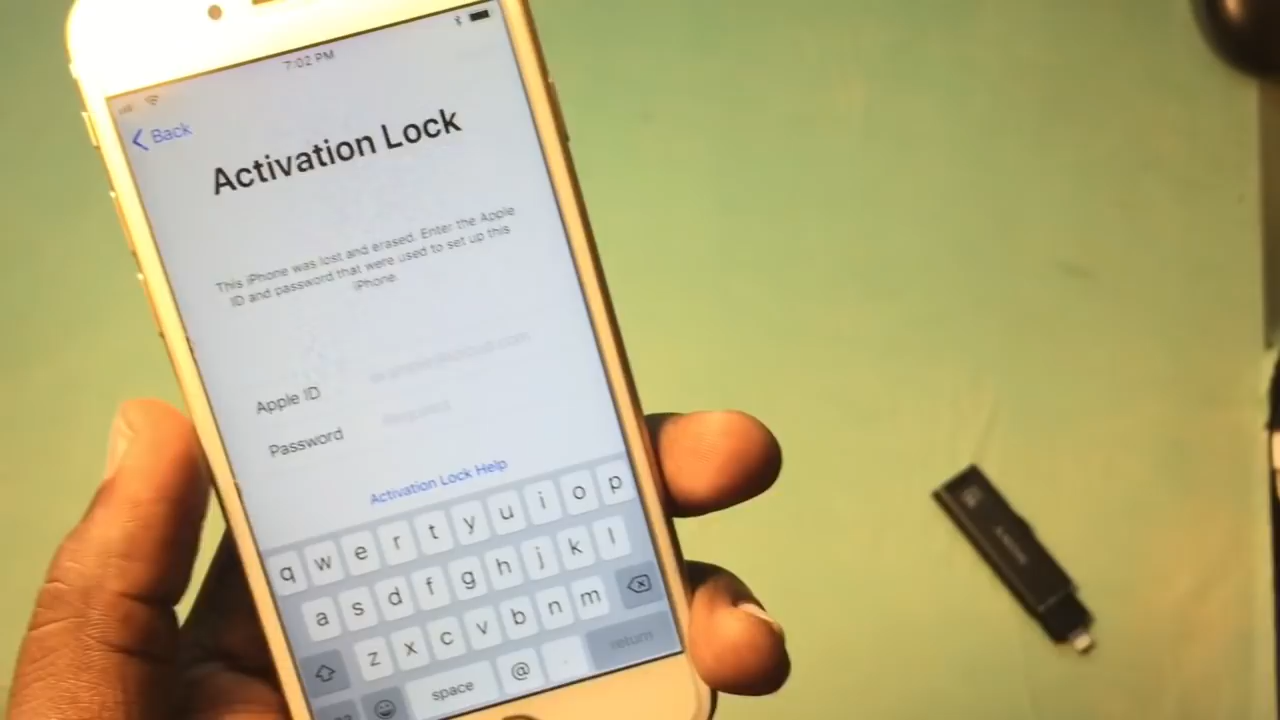 7:02 PM
Back
Activation Lock
This iPhone was lost and erased. Enter the Apple
ID and password that were used to set up this
iPhone.
Apple ID
Password Required
Activation Lock Help
q w e r t y u i o p
a s d f g h j k l
z x c v b n m
space @ . return